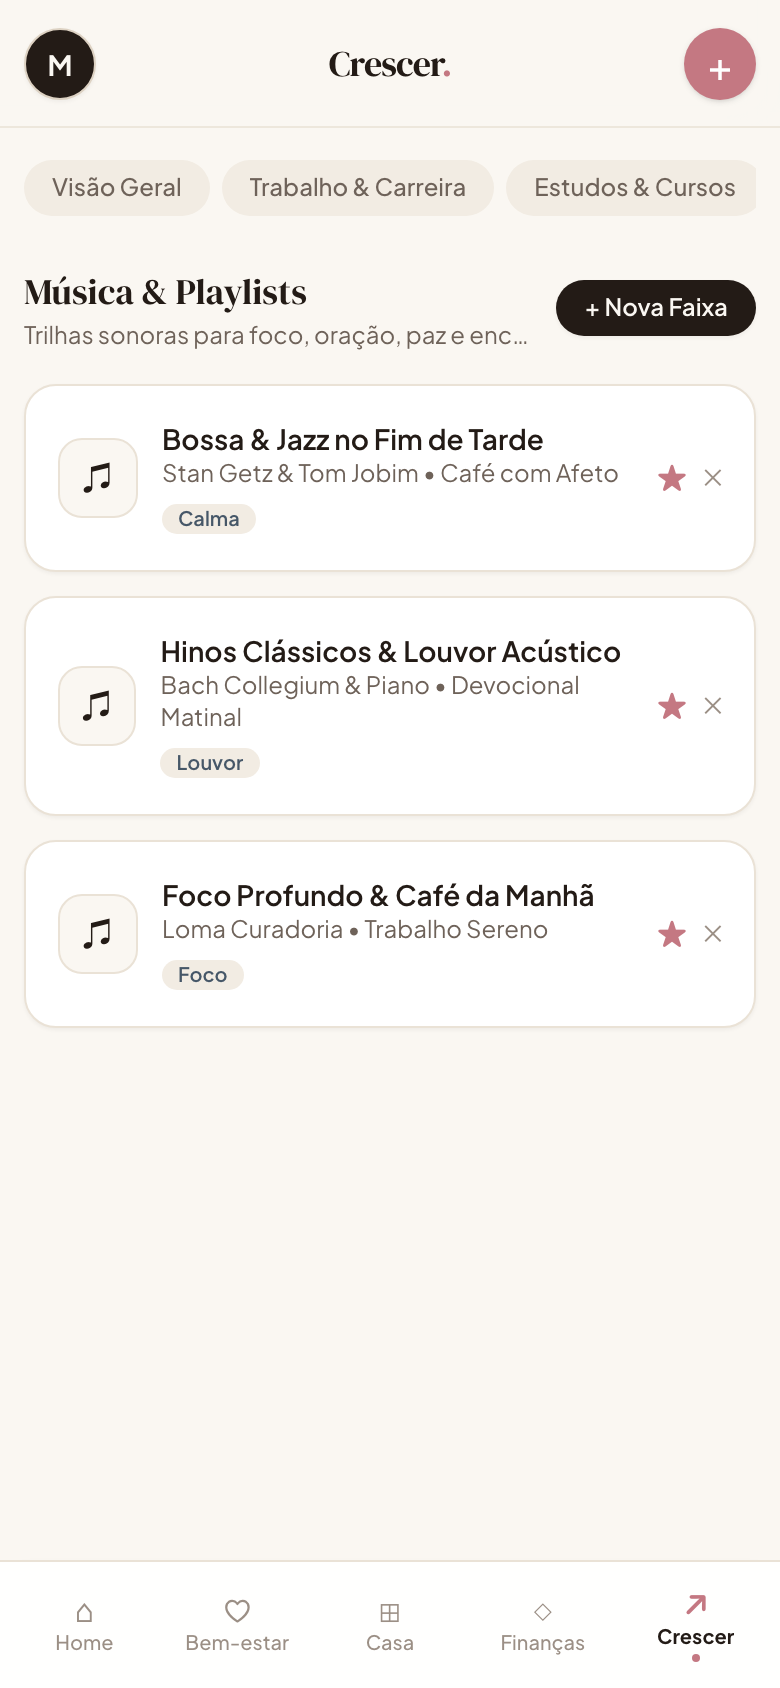 M
Crescer.
+
Visão Geral
Trabalho & Carreira
Estudos & Cursos
Música & Playlists
Trilhas sonoras para foco, oração, paz e enc...
+ Nova Faixa
Bossa & Jazz no Fim de Tarde
Stan Getz & Tom Jobim • Café com Afeto
Calma
Hinos Clássicos & Louvor Acústico
Bach Collegium & Piano • Devocional
Matinal
Louvor
Foco Profundo & Café da Manhã
Loma Curadoria • Trabalho Sereno
Foco
Home
Bem-estar
Casa
Finanças
Crescer